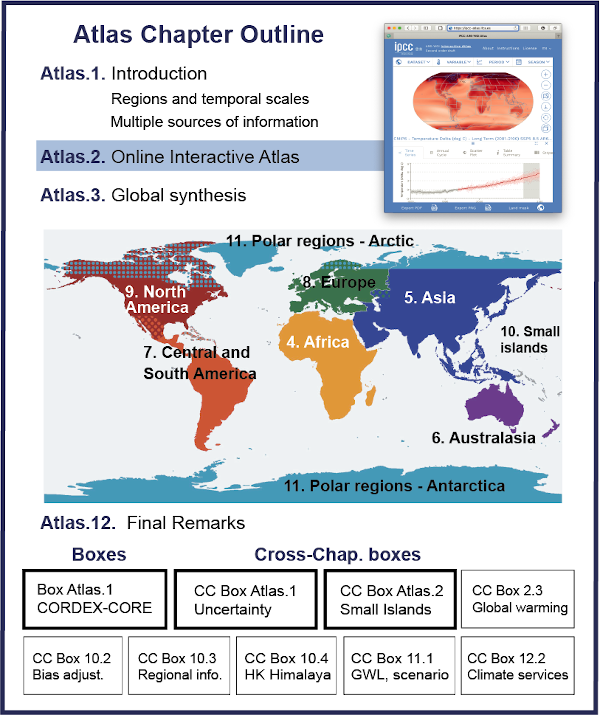 Atlas Chapter Outline
Atlas.1. Introduction
Regions and temporal scales
Multiple sources of information
Atlas.2. Online Interactive Atlas
Atlas.3. Global synthesis
ipcc
DATASET
VARIABLE
PERIOD
SEASON
11. Polar regions - Arctic
9. North America
8. Europe
5. Asia
4. Africa
10. Small
islands
7. Central and
South America
6. Australasia
11. Polar regions - Antarctica
Atlas.12. Final Remarks
Boxes
Cross-Chap. boxes
Box Atlas.1
CORDEX-CORE
CC Box Atlas.1
Uncertainty
CC Box Atlas.2
Small Islands
CC Box 2.3
Global warming
CC Box 10.2
Bias adjust.
CC Box 10.3
Regional info.
CC Box 10.4
HK Himalaya
CC Box 11.1
GWL, scenario
CC Box 12.2
Climate services